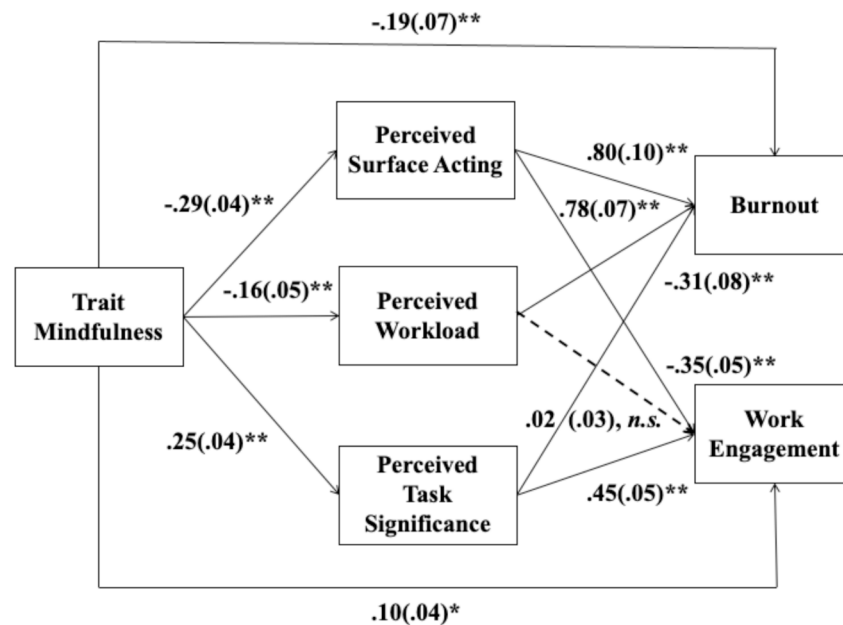 -.19(.07)**
Perceived
Surface Acting
.80(.10)**
-.29(.04)**
.78(.07)**
Burnout
Trait
Mindfulness
-.16(.05)**
Perceived
Workload
-.31(.08)**
-.35(.05)**
.25(.04)**
.02 (.03), n.s.
Work
Engagement
Perceived
Task
Significance
.45(.05)**
.10(.04)*